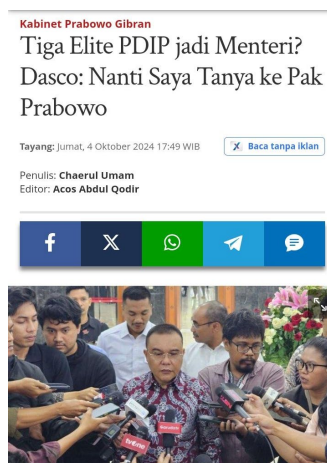 Kabinet Prabowo Gibran
Tiga Elite PDIP jadi Menteri?
Dasco: Nanti Saya Tanya ke Pak
Prabowo
Tayang: Jumat, 4 Oktober 2024 17:49 WIB
Baca tanpa iklan
Penulis: Chaerul Umam
Editor: Acos Abdul Qodir
tvOne